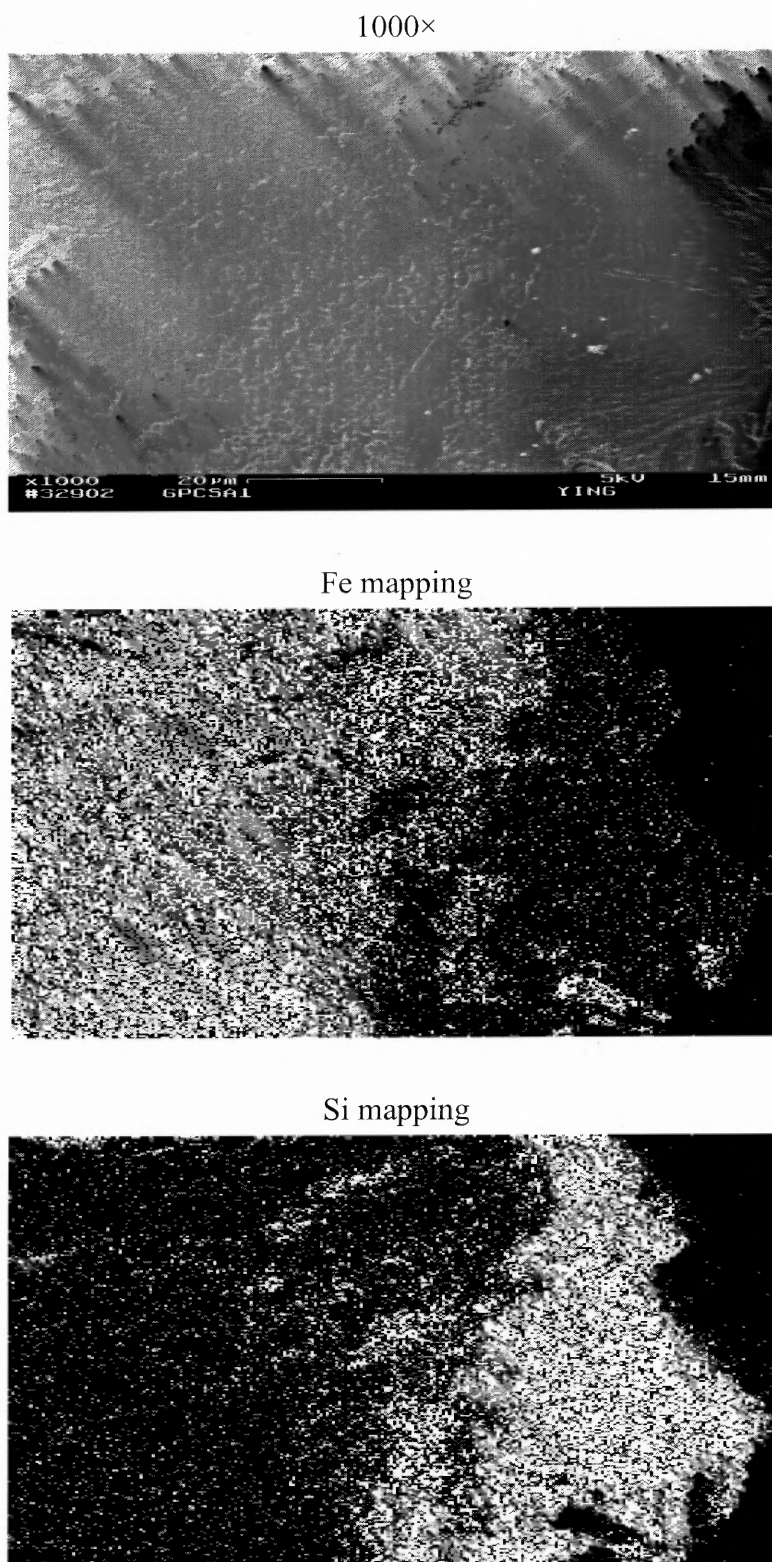 1000×
x1000 20µm 5kV 15mm
#32902 GPCSA1 YING
Fe mapping
Si mapping